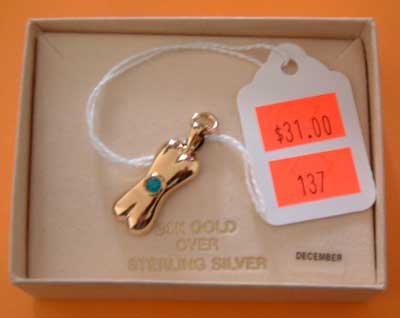 $31.00
137
GOLD
OVER
STERLING SILVER
DECEMBER